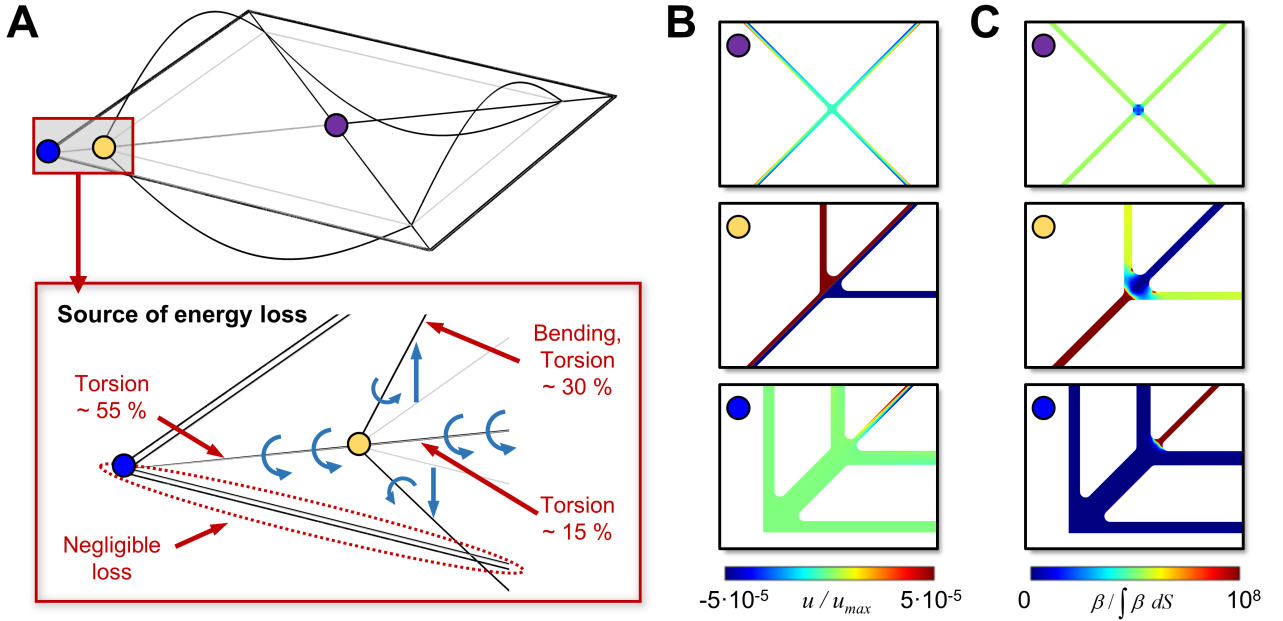 A
B
C
Source of energy loss
Bending,
Torsion
~ 30 %
Torsion
~ 55 %
Torsion
~ 15 %
Negligible
loss
-5·10⁻⁵
u / uₘₐₓ
5·10⁻⁵
0
β / ∫ β dS
10⁸